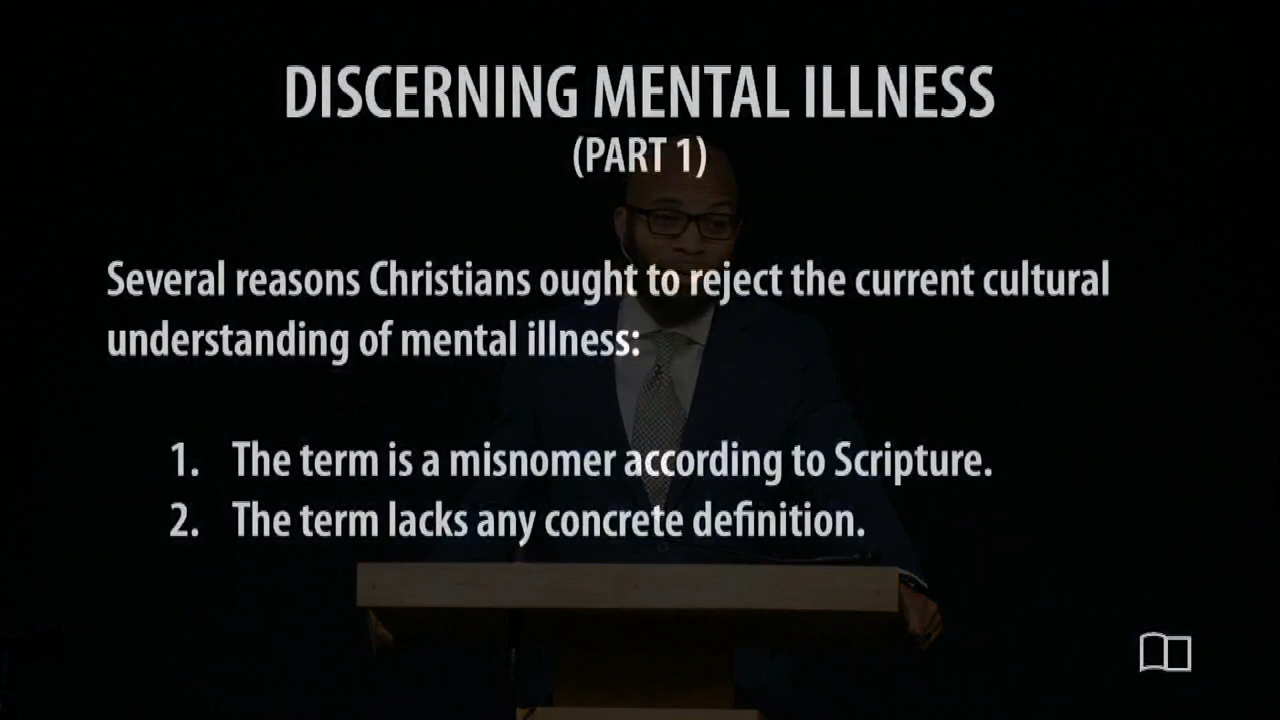 DISCERNING MENTAL ILLNESS
(PART 1)
Several reasons Christians ought to reject the current cultural
understanding of mental illness:
1. The term is a misnomer according to Scripture.
2. The term lacks any concrete definition.